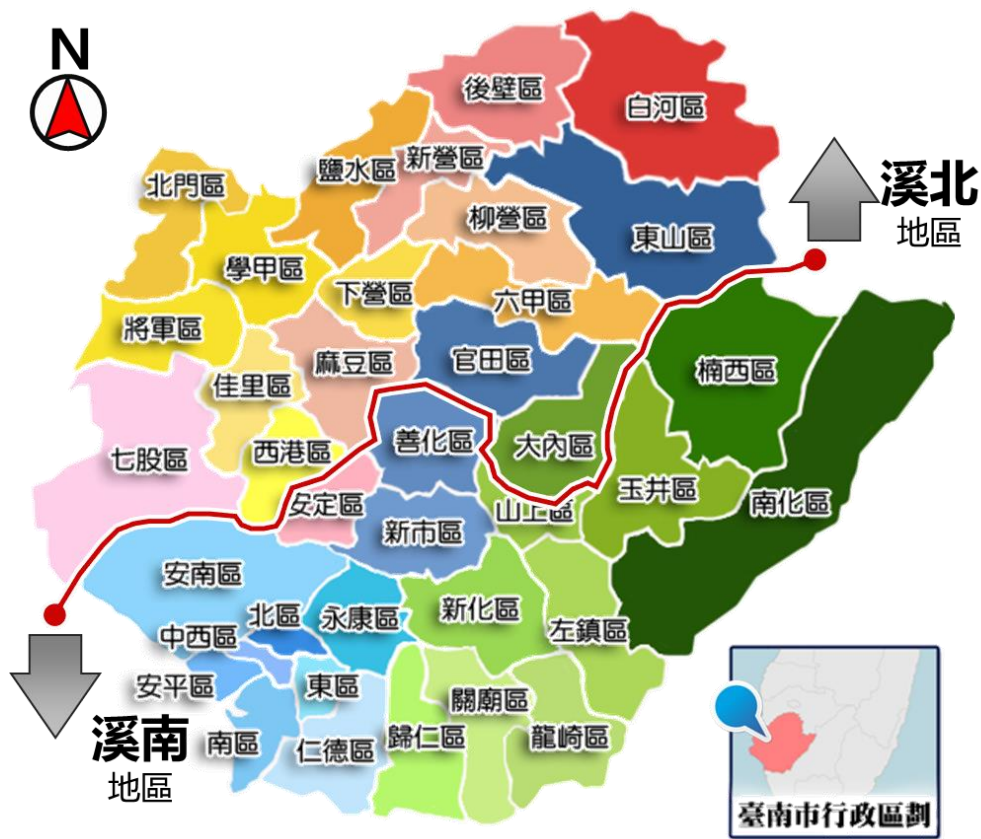 N
後壁區
白河區
新營區
鹽水區
北門區
溪北
地區
柳營區
東山區
學甲區
下營區
六甲區
將軍區
麻豆區
官田區
楠西區
佳里區
善化區
大內區
西港區
七股區
玉井區
南化區
安定區
山上區
新市區
安南區
北區
永康區
新化區
中西區
左鎮區
安平區
東區
關廟區
溪南
地區
南區
仁德區
歸仁區
龍崎區
臺南市行政區劃